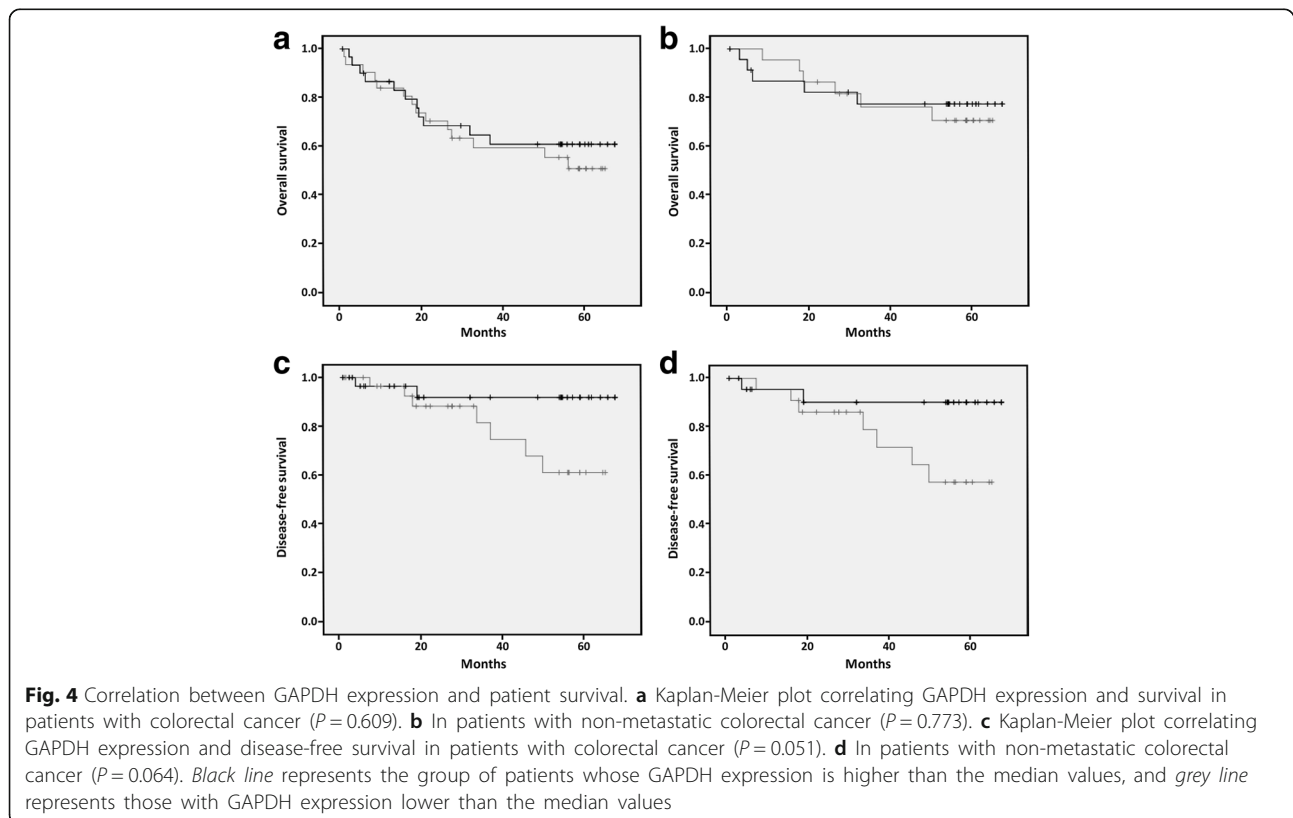 a
1.0
0.8
0.6
0.4
0.2
0.0
Overall survival
0 20 40 60
Months
b
1.0
0.8
0.6
0.4
0.2
0.0
Overall survival
0 20 40 60
Months
c
1.0
0.8
0.6
0.4
0.2
0.0
Disease-free survival
0 20 40 60
Months
d
1.0
0.8
0.6
0.4
0.2
0.0
Disease-free survival
0 20 40 60
Months
Fig. 4 Correlation between GAPDH expression and patient survival. a Kaplan-Meier plot correlating GAPDH expression and survival in
patients with colorectal cancer (P = 0.609). b In patients with non-metastatic colorectal cancer (P = 0.773). c Kaplan-Meier plot correlating
GAPDH expression and disease-free survival in patients with colorectal cancer (P = 0.051). d In patients with non-metastatic colorectal
cancer (P = 0.064). Black line represents the group of patients whose GAPDH expression is higher than the median values, and grey line
represents those with GAPDH expression lower than the median values